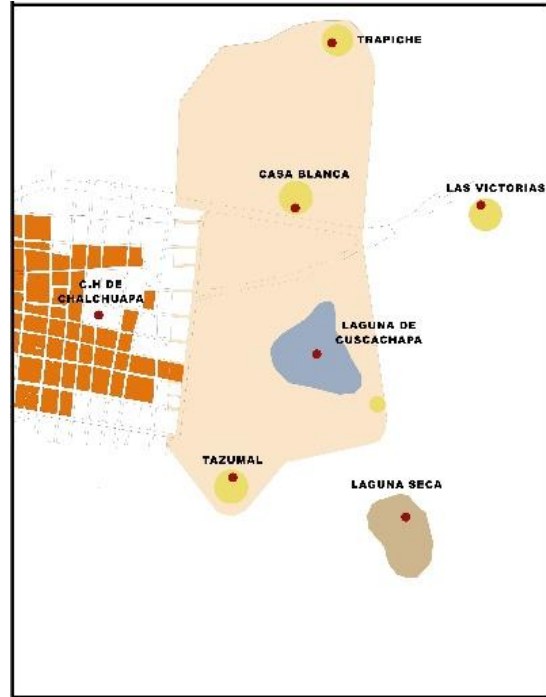 TRAPICHE
CASA BLANCA
LAS VICTORIAS
C.H DE
CHALCHUAPA
LAGUNA DE
CUSCACHAPA
TAZUMAL
LAGUNA SECA